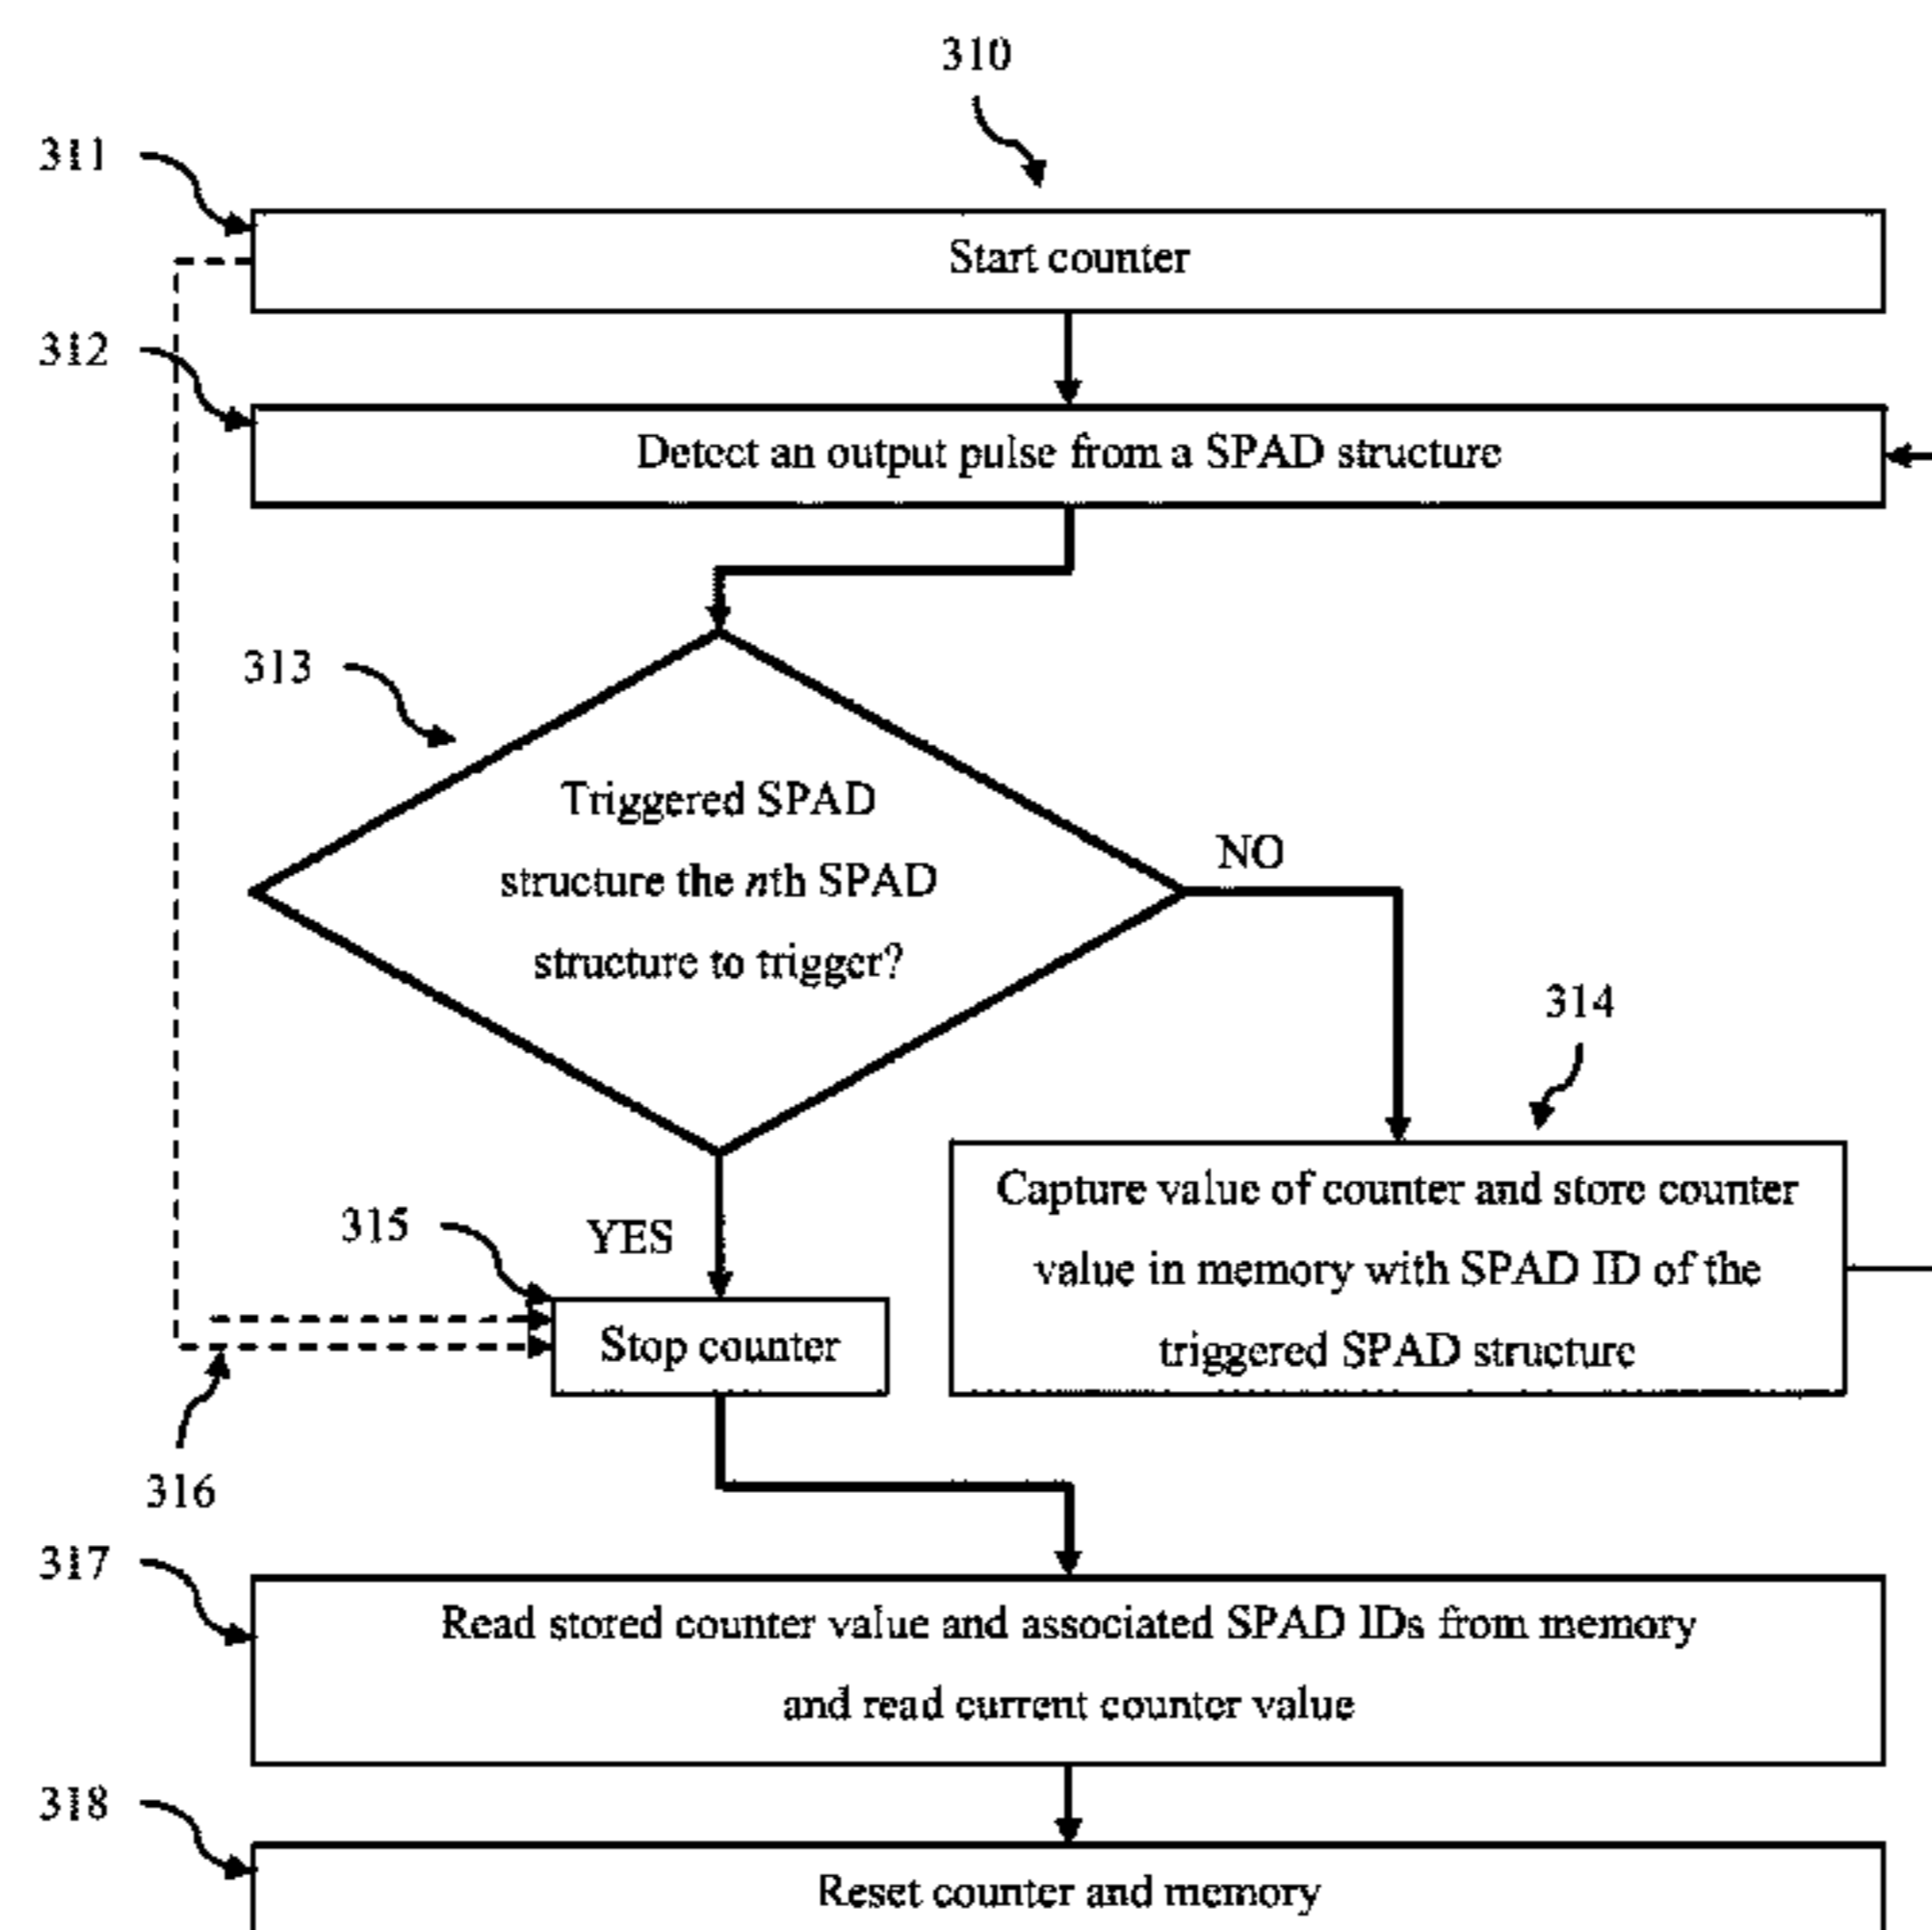 310
311
Start counter
312
Detect an output pulse from a SPAD structure
313
Triggered SPAD
structure the nth SPAD
structure to trigger?
NO
314
Capture value of counter and store counter
value in memory with SPAD ID of the
triggered SPAD structure
315
YES
Stop counter
316
317
Read stored counter value and associated SPAD IDs from memory
and read current counter value
318
Reset counter and memory